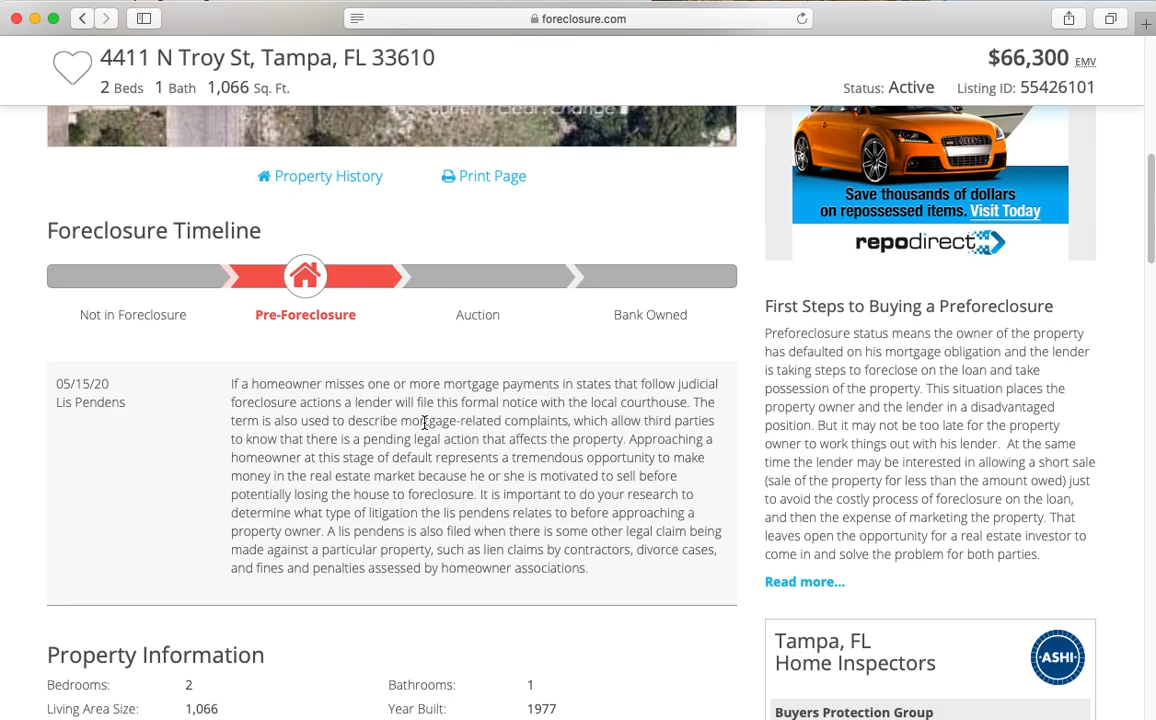 foreclosure.com
4411 N Troy St, Tampa, FL 33610
$66,300 EMV
2 Beds 1 Bath 1,066 Sq. Ft.
Status: Active Listing ID: 55426101
current / clear / change
Property History Print Page
Foreclosure Timeline
Not in Foreclosure Pre-Foreclosure Auction Bank Owned
05/15/20
Lis Pendens
If a homeowner misses one or more mortgage payments in states that follow judicial
foreclosure actions a lender will file this formal notice with the local courthouse. The
term is also used to describe mortgage-related complaints, which allow third parties
to know that there is a pending legal action that affects the property. Approaching a
homeowner at this stage of default represents a tremendous opportunity to make
money in the real estate market because he or she is motivated to sell before
potentially losing the house to foreclosure. It is important to do your research to
determine what type of litigation the lis pendens relates to before approaching a
property owner. A lis pendens is also filed when there is some other legal claim being
made against a particular property, such as lien claims by contractors, divorce cases,
and fines and penalties assessed by homeowner associations.
Property Information
Bedrooms: 2 Bathrooms: 1
Living Area Size: 1,066 Year Built: 1977
Save thousands of dollars
on repossessed items. Visit Today
repodirect
First Steps to Buying a Preforeclosure
Preforeclosure status means the owner of the property
has defaulted on his mortgage obligation and the lender
is taking steps to foreclose on the loan and take
possession of the property. This situation places the
property owner and the lender in a disadvantaged
position. But it may not be too late for the property
owner to work things out with his lender. At the same
time the lender may be interested in allowing a short sale
(sale of the property for less than the amount owed) just
to avoid the costly process of foreclosure on the loan,
and then the expense of marketing the property. That
leaves open the opportunity for a real estate investor to
come in and solve the problem for both parties.
Read more...
Tampa, FL
Home Inspectors
ASHI
Buyers Protection Group